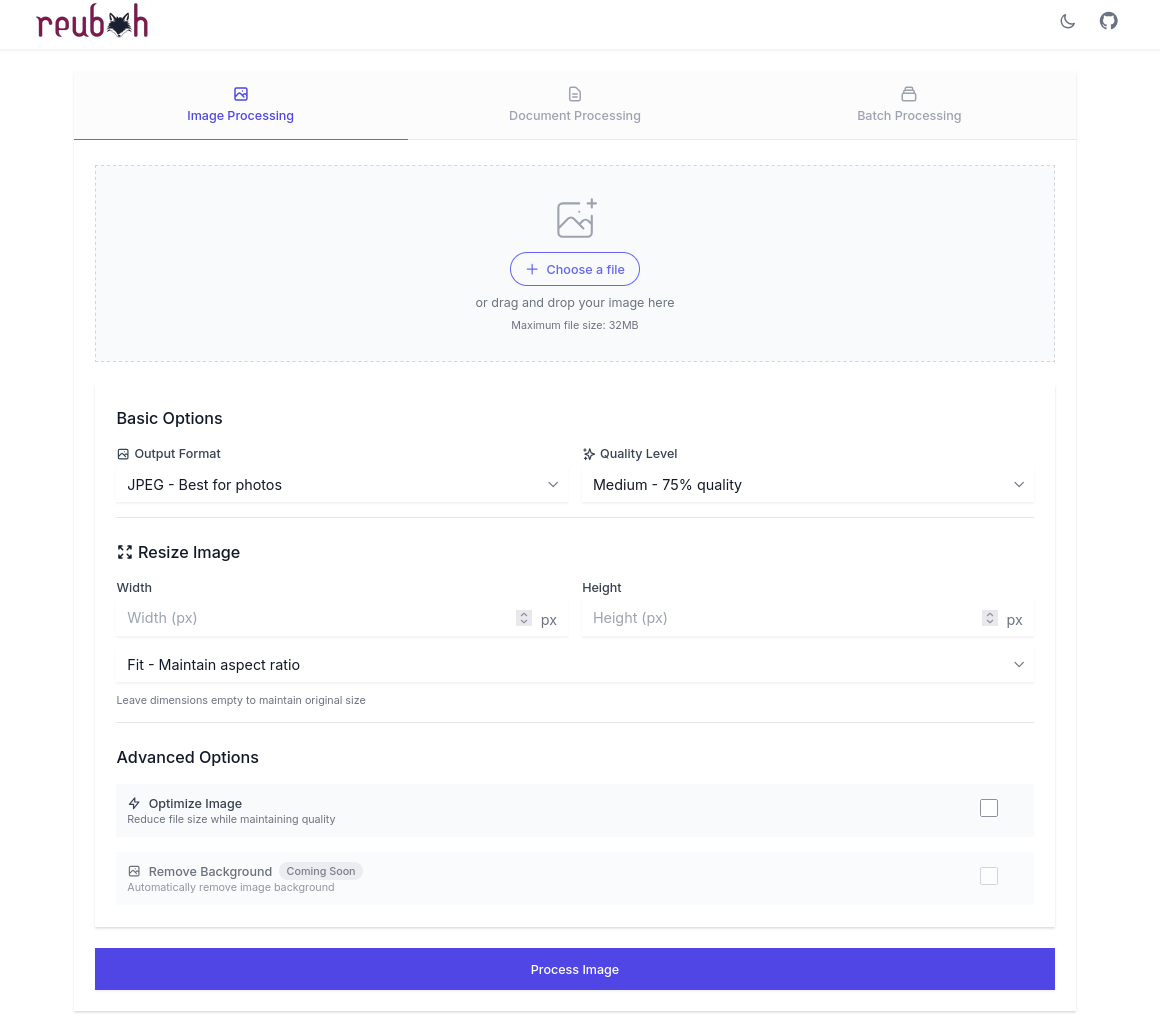 reuboh
Image Processing
Document Processing
Batch Processing
Choose a file
or drag and drop your image here
Maximum file size: 32MB
Basic Options
Output Format
Quality Level
JPEG - Best for photos
Medium - 75% quality
Resize Image
Width
Height
Width (px)
px
Height (px)
px
Fit - Maintain aspect ratio
Leave dimensions empty to maintain original size
Advanced Options
Optimize Image
Reduce file size while maintaining quality
Remove Background
Coming Soon
Automatically remove image background
Process Image